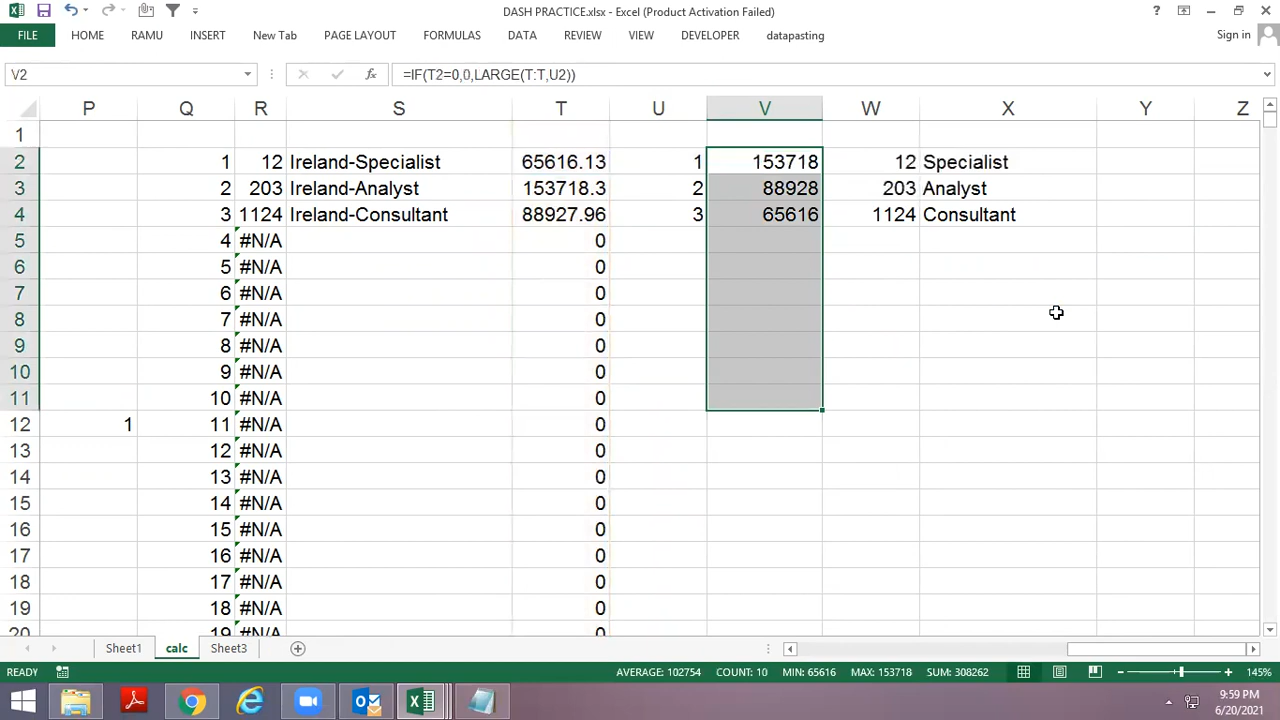 DASH PRACTICE.xlsx - Excel (Product Activation Failed)
FILE HOME RAMU INSERT New Tab PAGE LAYOUT FORMULAS DATA REVIEW VIEW DEVELOPER datapasting Sign in
V2 fx =IF(T2=0,0,LARGE(T:T,U2))
P Q R S T U V W X Y Z
1
2 1 12 Ireland-Specialist 65616.13 1 153718 12 Specialist
3 2 203 Ireland-Analyst 153718.3 2 88928 203 Analyst
4 3 1124 Ireland-Consultant 88927.96 3 65616 1124 Consultant
5 4 #N/A 0
6 5 #N/A 0
7 6 #N/A 0
8 7 #N/A 0
9 8 #N/A 0
10 9 #N/A 0
11 10 #N/A 0
12 1 11 #N/A 0
13 12 #N/A 0
14 13 #N/A 0
15 14 #N/A 0
16 15 #N/A 0
17 16 #N/A 0
18 17 #N/A 0
19 18 #N/A 0
20 19 #N/A 0
Sheet1 calc Sheet3
READY AVERAGE: 102754 COUNT: 10 MIN: 65616 MAX: 153718 SUM: 308262 145%
9:59 PM
6/20/2021